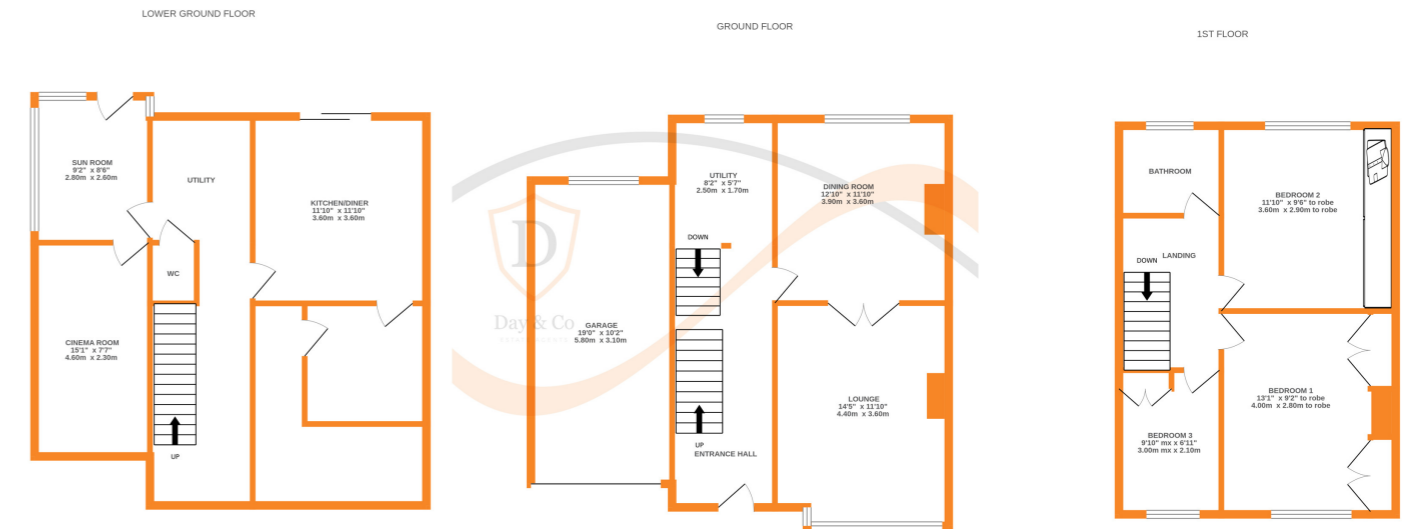 LOWER GROUND FLOOR
SUN ROOM
9'2" x 8'6"
2.80m x 2.60m
UTILITY
KITCHEN/DINER
11'10" x 11'10"
3.60m x 3.60m
WC
CINEMA ROOM
15'1" x 7'7"
4.60m x 2.30m
UP
GROUND FLOOR
UTILITY
8'2" x 5'7"
2.50m x 1.70m
DINING ROOM
12'10" x 11'10"
3.90m x 3.60m
DOWN
D
Day & Co
GARAGE
19'0" x 10'2"
5.80m x 3.10m
LOUNGE
14'5" x 11'10"
4.40m x 3.60m
UP
ENTRANCE HALL
1ST FLOOR
BATHROOM
BEDROOM 2
11'10" x 9'6" to robe
3.60m x 2.90m to robe
LANDING
DOWN
BEDROOM 1
13'1" x 9'2" to robe
4.00m x 2.80m to robe
BEDROOM 3
9'10" mx x 6'11"
3.00m mx x 2.10m